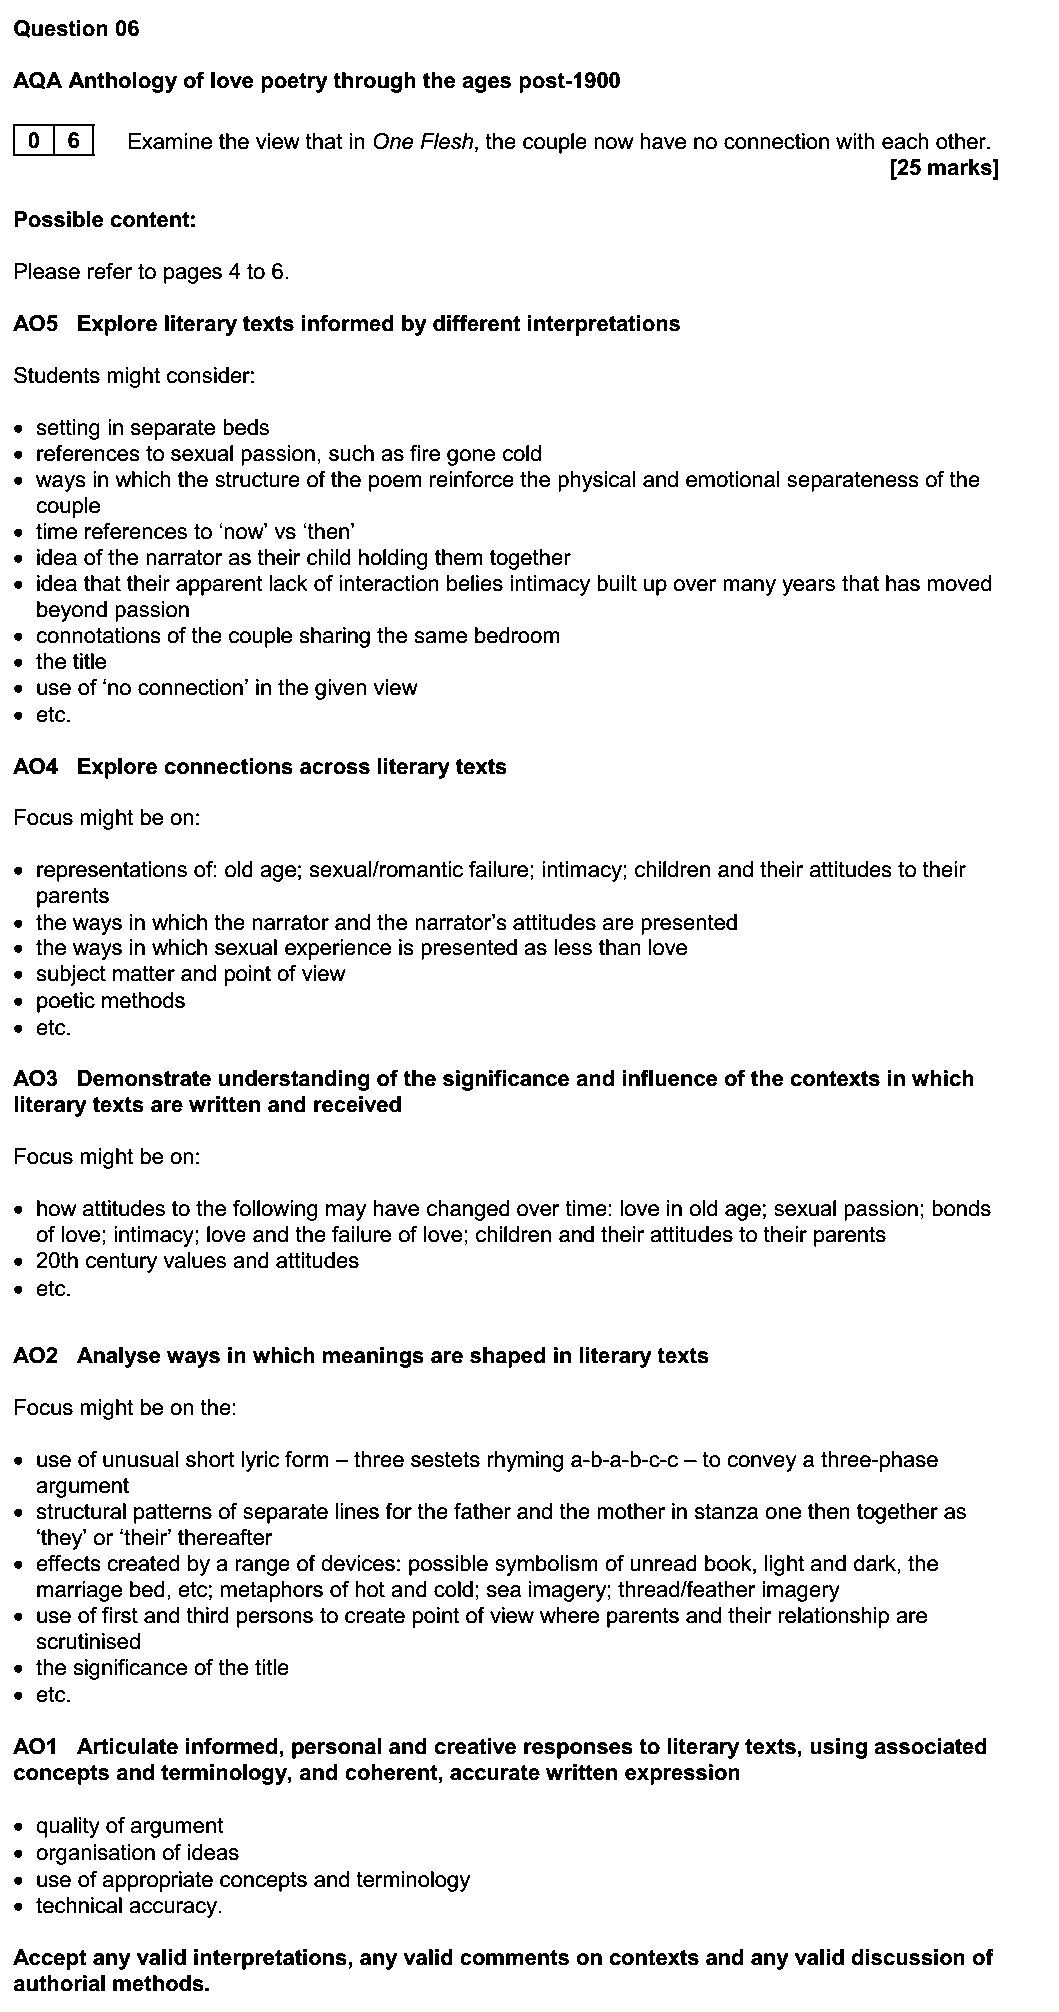 Question 06
AQA Anthology of love poetry through the ages post-1900
0 6 Examine the view that in One Flesh, the couple now have no connection with each other.
[25 marks]
Possible content:
Please refer to pages 4 to 6.
AO5 Explore literary texts informed by different interpretations
Students might consider:
• setting in separate beds
• references to sexual passion, such as fire gone cold
• ways in which the structure of the poem reinforce the physical and emotional separateness of the
couple
• time references to ‘now’ vs ‘then’
• idea of the narrator as their child holding them together
• idea that their apparent lack of interaction belies intimacy built up over many years that has moved
beyond passion
• connotations of the couple sharing the same bedroom
• the title
• use of ‘no connection’ in the given view
• etc.
AO4 Explore connections across literary texts
Focus might be on:
• representations of: old age; sexual/romantic failure; intimacy; children and their attitudes to their
parents
• the ways in which the narrator and the narrator’s attitudes are presented
• the ways in which sexual experience is presented as less than love
• subject matter and point of view
• poetic methods
• etc.
AO3 Demonstrate understanding of the significance and influence of the contexts in which
literary texts are written and received
Focus might be on:
• how attitudes to the following may have changed over time: love in old age; sexual passion; bonds
of love; intimacy; love and the failure of love; children and their attitudes to their parents
• 20th century values and attitudes
• etc.
AO2 Analyse ways in which meanings are shaped in literary texts
Focus might be on the:
• use of unusual short lyric form – three sestets rhyming a-b-a-b-c-c – to convey a three-phase
argument
• structural patterns of separate lines for the father and the mother in stanza one then together as
‘they’ or ‘their’ thereafter
• effects created by a range of devices: possible symbolism of unread book, light and dark, the
marriage bed, etc; metaphors of hot and cold; sea imagery; thread/feather imagery
• use of first and third persons to create point of view where parents and their relationship are
scrutinised
• the significance of the title
• etc.
AO1 Articulate informed, personal and creative responses to literary texts, using associated
concepts and terminology, and coherent, accurate written expression
• quality of argument
• organisation of ideas
• use of appropriate concepts and terminology
• technical accuracy.
Accept any valid interpretations, any valid comments on contexts and any valid discussion of
authorial methods.